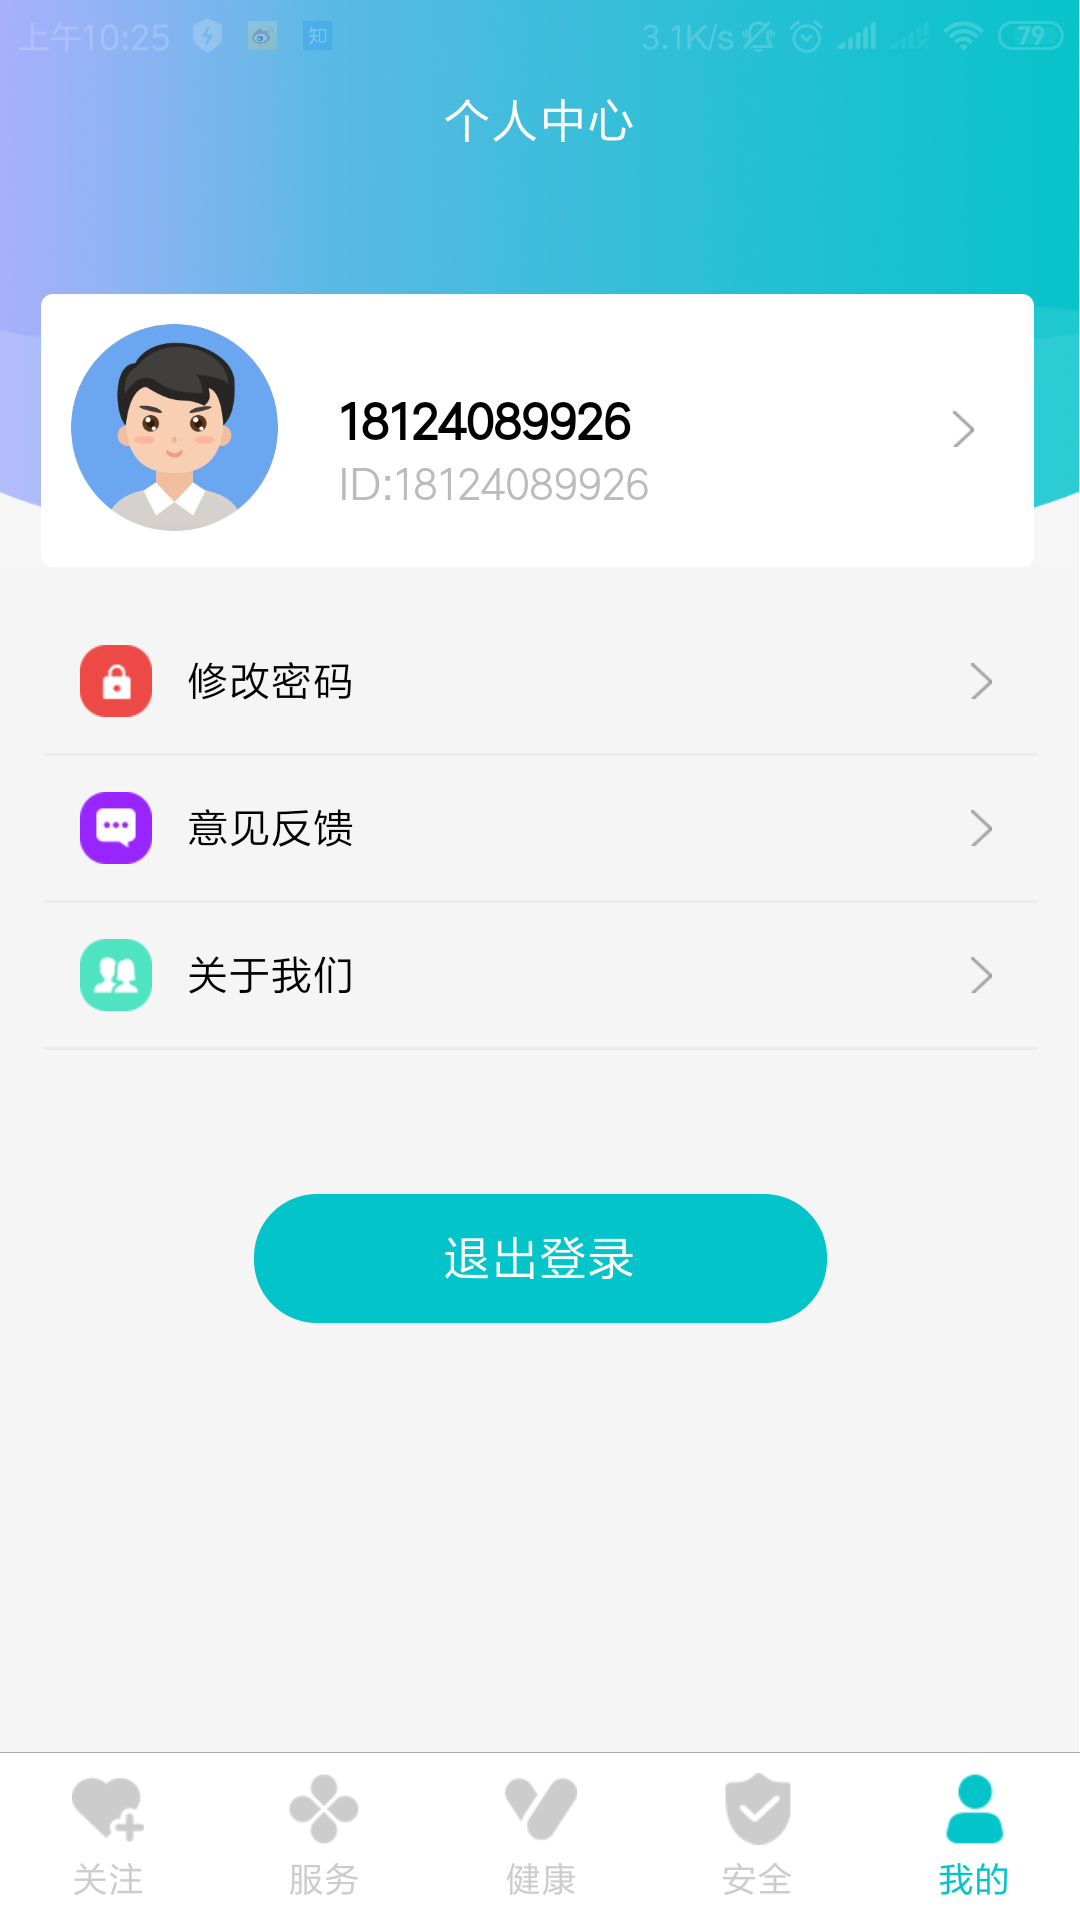 上午10:25 知 3.1K/s 79
个人中心
18124089926
ID:18124089926
修改密码
意见反馈
关于我们
退出登录
关注 服务 健康 安全 我的